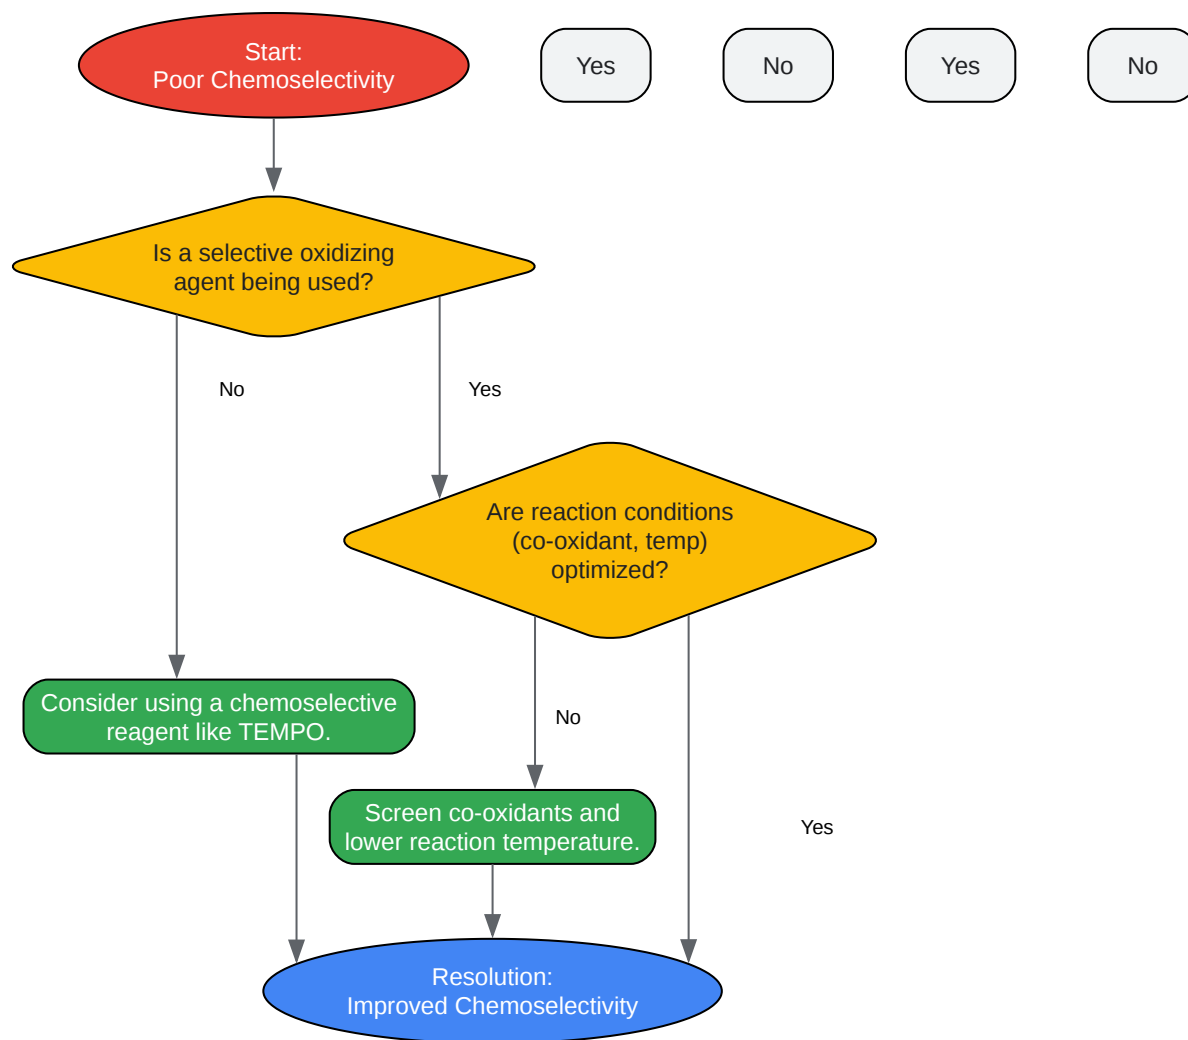 Start:
Poor Chemoselectivity
Yes
No
Yes
No
Is a selective oxidizing
agent being used?
No
Yes
Are reaction conditions
(co-oxidant, temp)
optimized?
Consider using a chemoselective
reagent like TEMPO.
No
Screen co-oxidants and
lower reaction temperature.
Yes
Resolution:
Improved Chemoselectivity